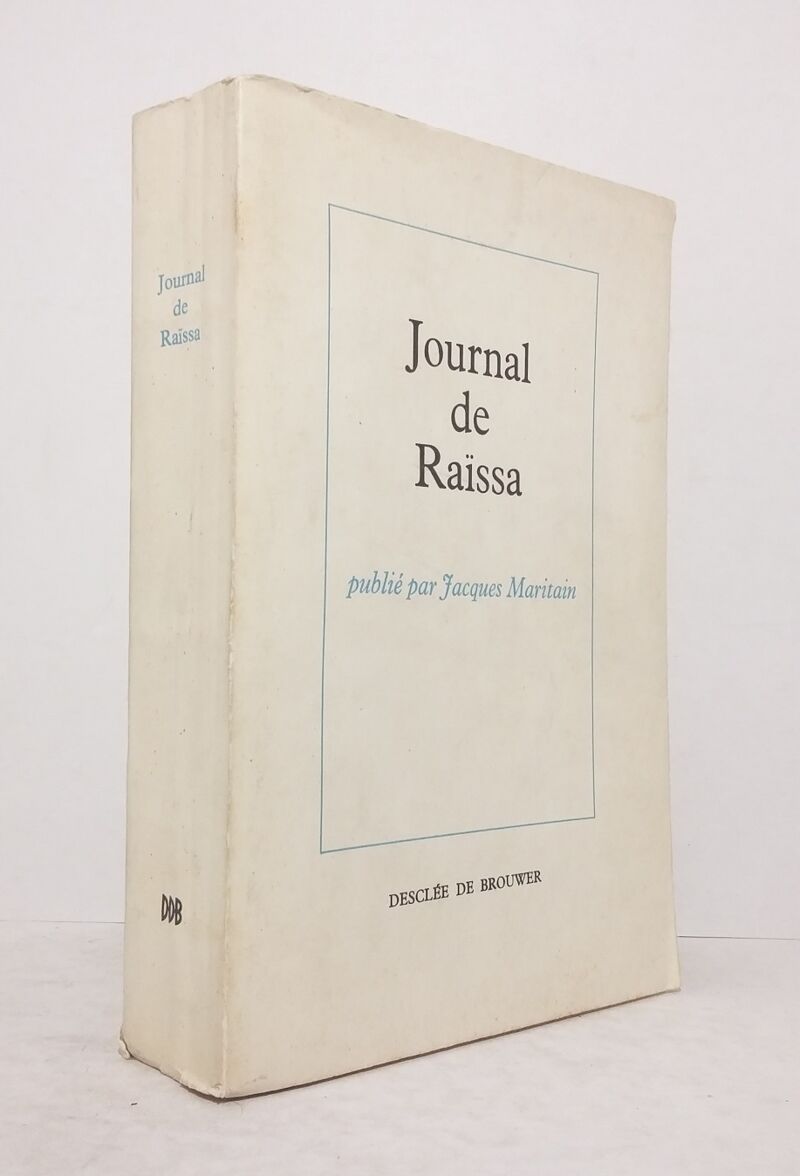 Journal
de
Raïssa
DDB
Journal
de
Raïssa
publié par Jacques Maritain
DESCLÉE DE BROUWER